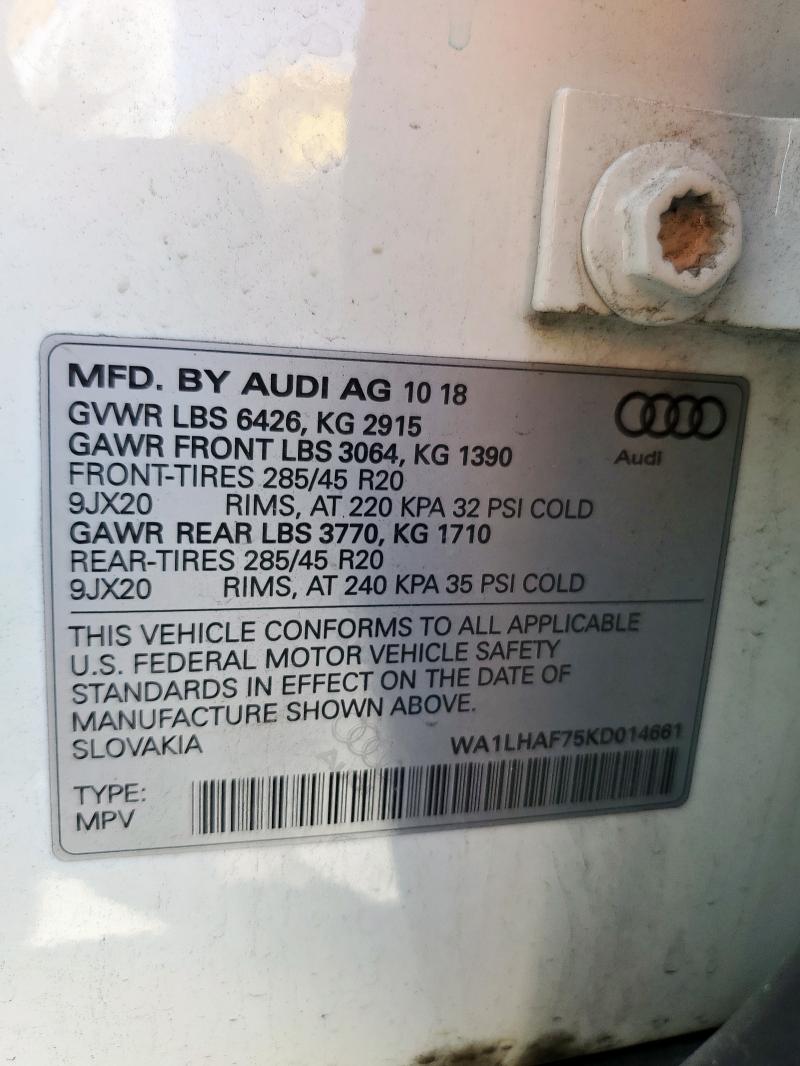 MFD. BY AUDI AG 10 18
GVWR LBS 6426, KG 2915
GAWR FRONT LBS 3064, KG 1390
FRONT-TIRES 285/45 R20
9JX20 RIMS, AT 220 KPA 32 PSI COLD
GAWR REAR LBS 3770, KG 1710
REAR-TIRES 285/45 R20
9JX20 RIMS, AT 240 KPA 35 PSI COLD
Audi
THIS VEHICLE CONFORMS TO ALL APPLICABLE
U.S. FEDERAL MOTOR VEHICLE SAFETY
STANDARDS IN EFFECT ON THE DATE OF
MANUFACTURE SHOWN ABOVE.
SLOVAKIA WA1LHAF75KD014661
TYPE:
MPV